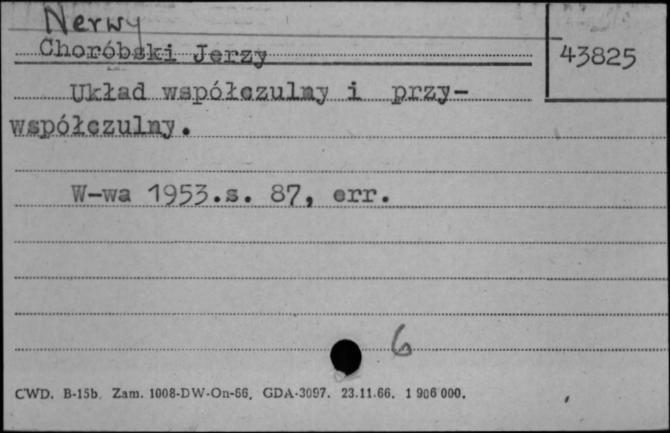 Nerwy
Choróbski Jerzy
43825
Układ współczulny i przy-
współczulny.
W-wa 1953.s. 87, err.
6
CWD. B-15b. Zam. 1008-DW-On-66. GDA-3097. 23.11.66. 1 906 000.